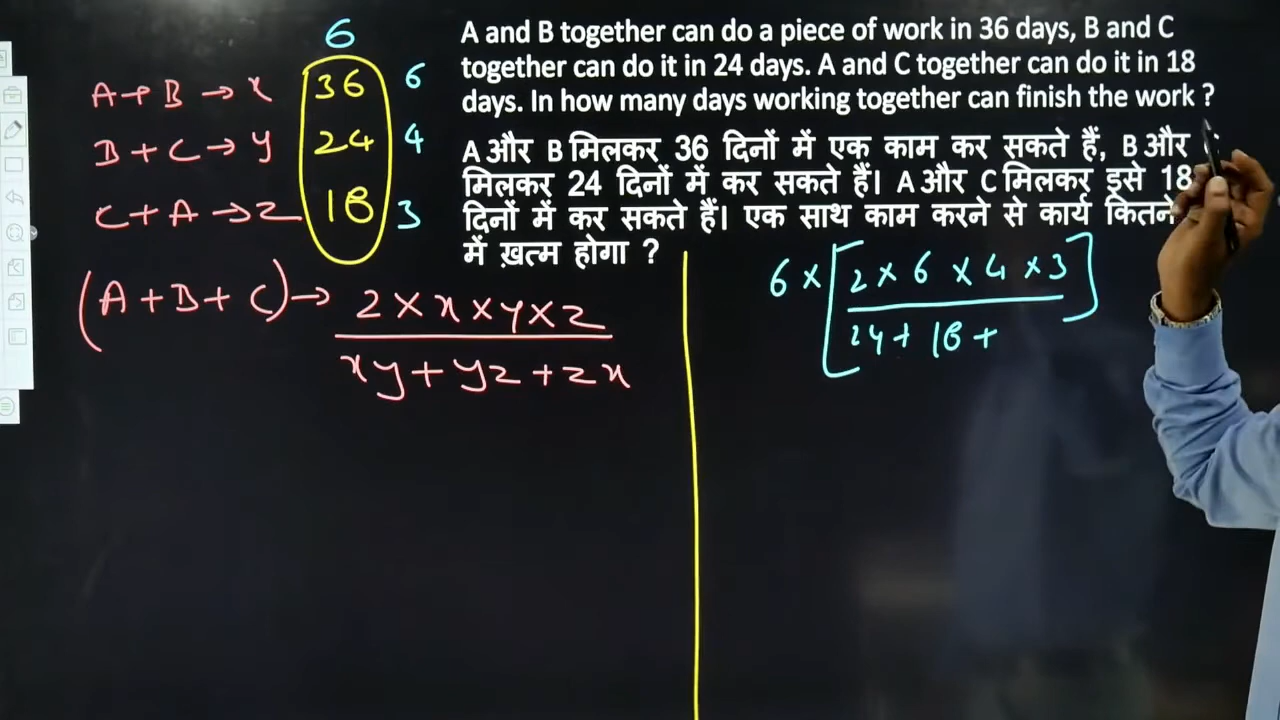 6
A + B → x 36 6
B + C → y 24 4
C + A → z 18 3
(A + B + C) → 2 × x × y × z
xy + yz + zx
A and B together can do a piece of work in 36 days, B and C
together can do it in 24 days. A and C together can do it in 18
days. In how many days working together can finish the work ?
A और B मिलकर 36 दिनों में एक काम कर सकते हैं, B और
मिलकर 24 दिनों में कर सकते हैं। A और C मिलकर इसे 18
दिनों में कर सकते हैं। एक साथ काम करने से कार्य कितने
में ख़त्म होगा ?
6 × [2 × 6 × 4 × 3]
24 + 18 +